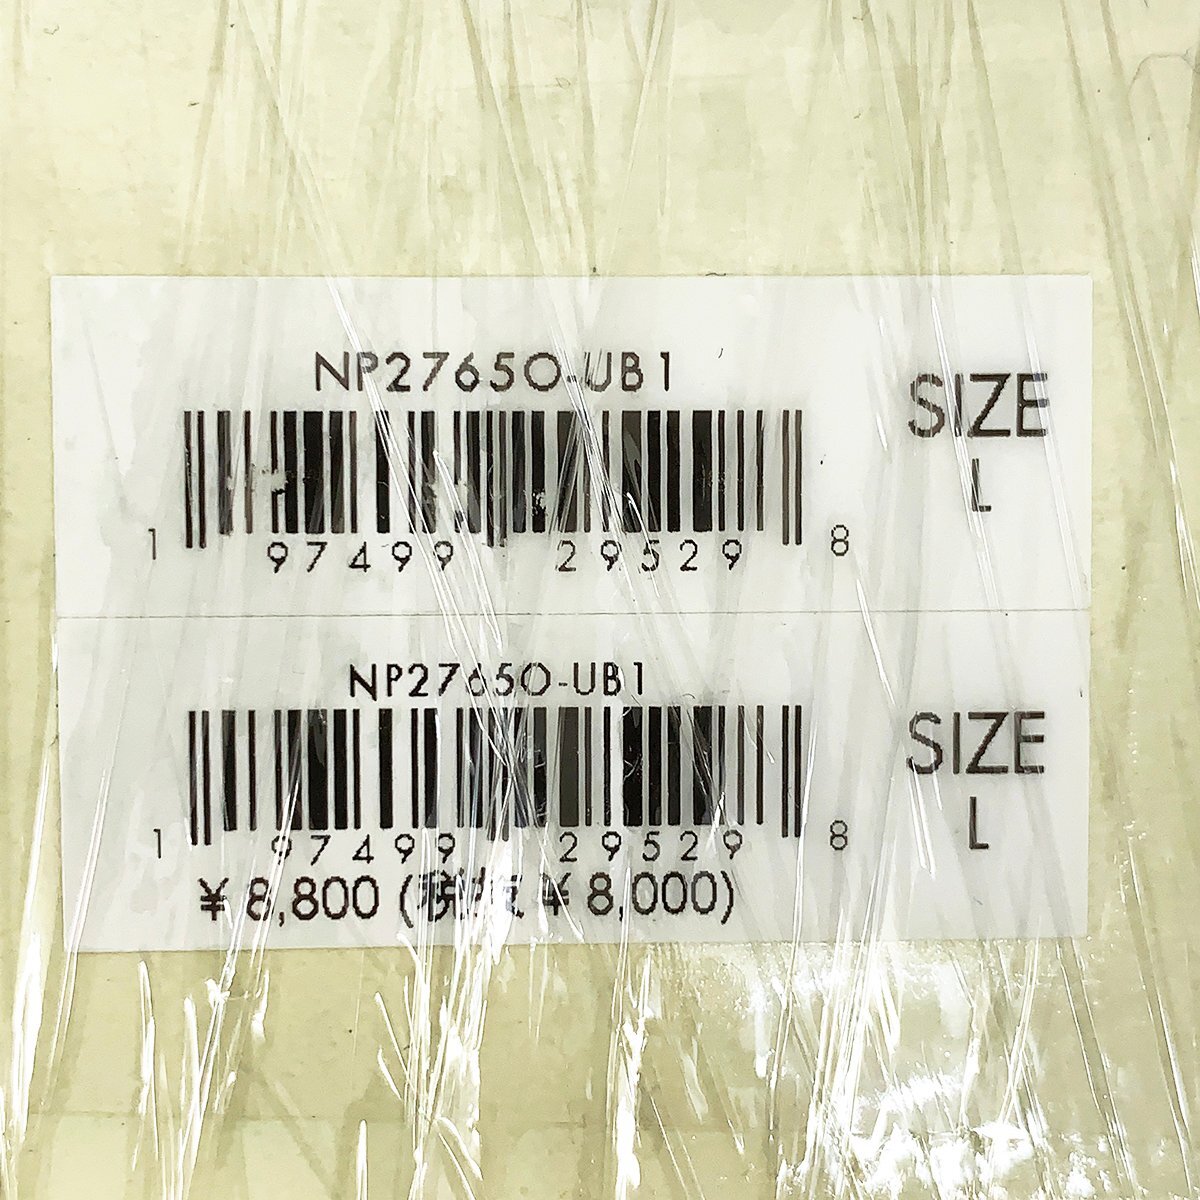 NP27650-UB1
SIZE
L
1 97499 29529 8
NP27650-UB1
SIZE
L
1 97499 29529 8
¥8,800 (税抜 ¥8,000)